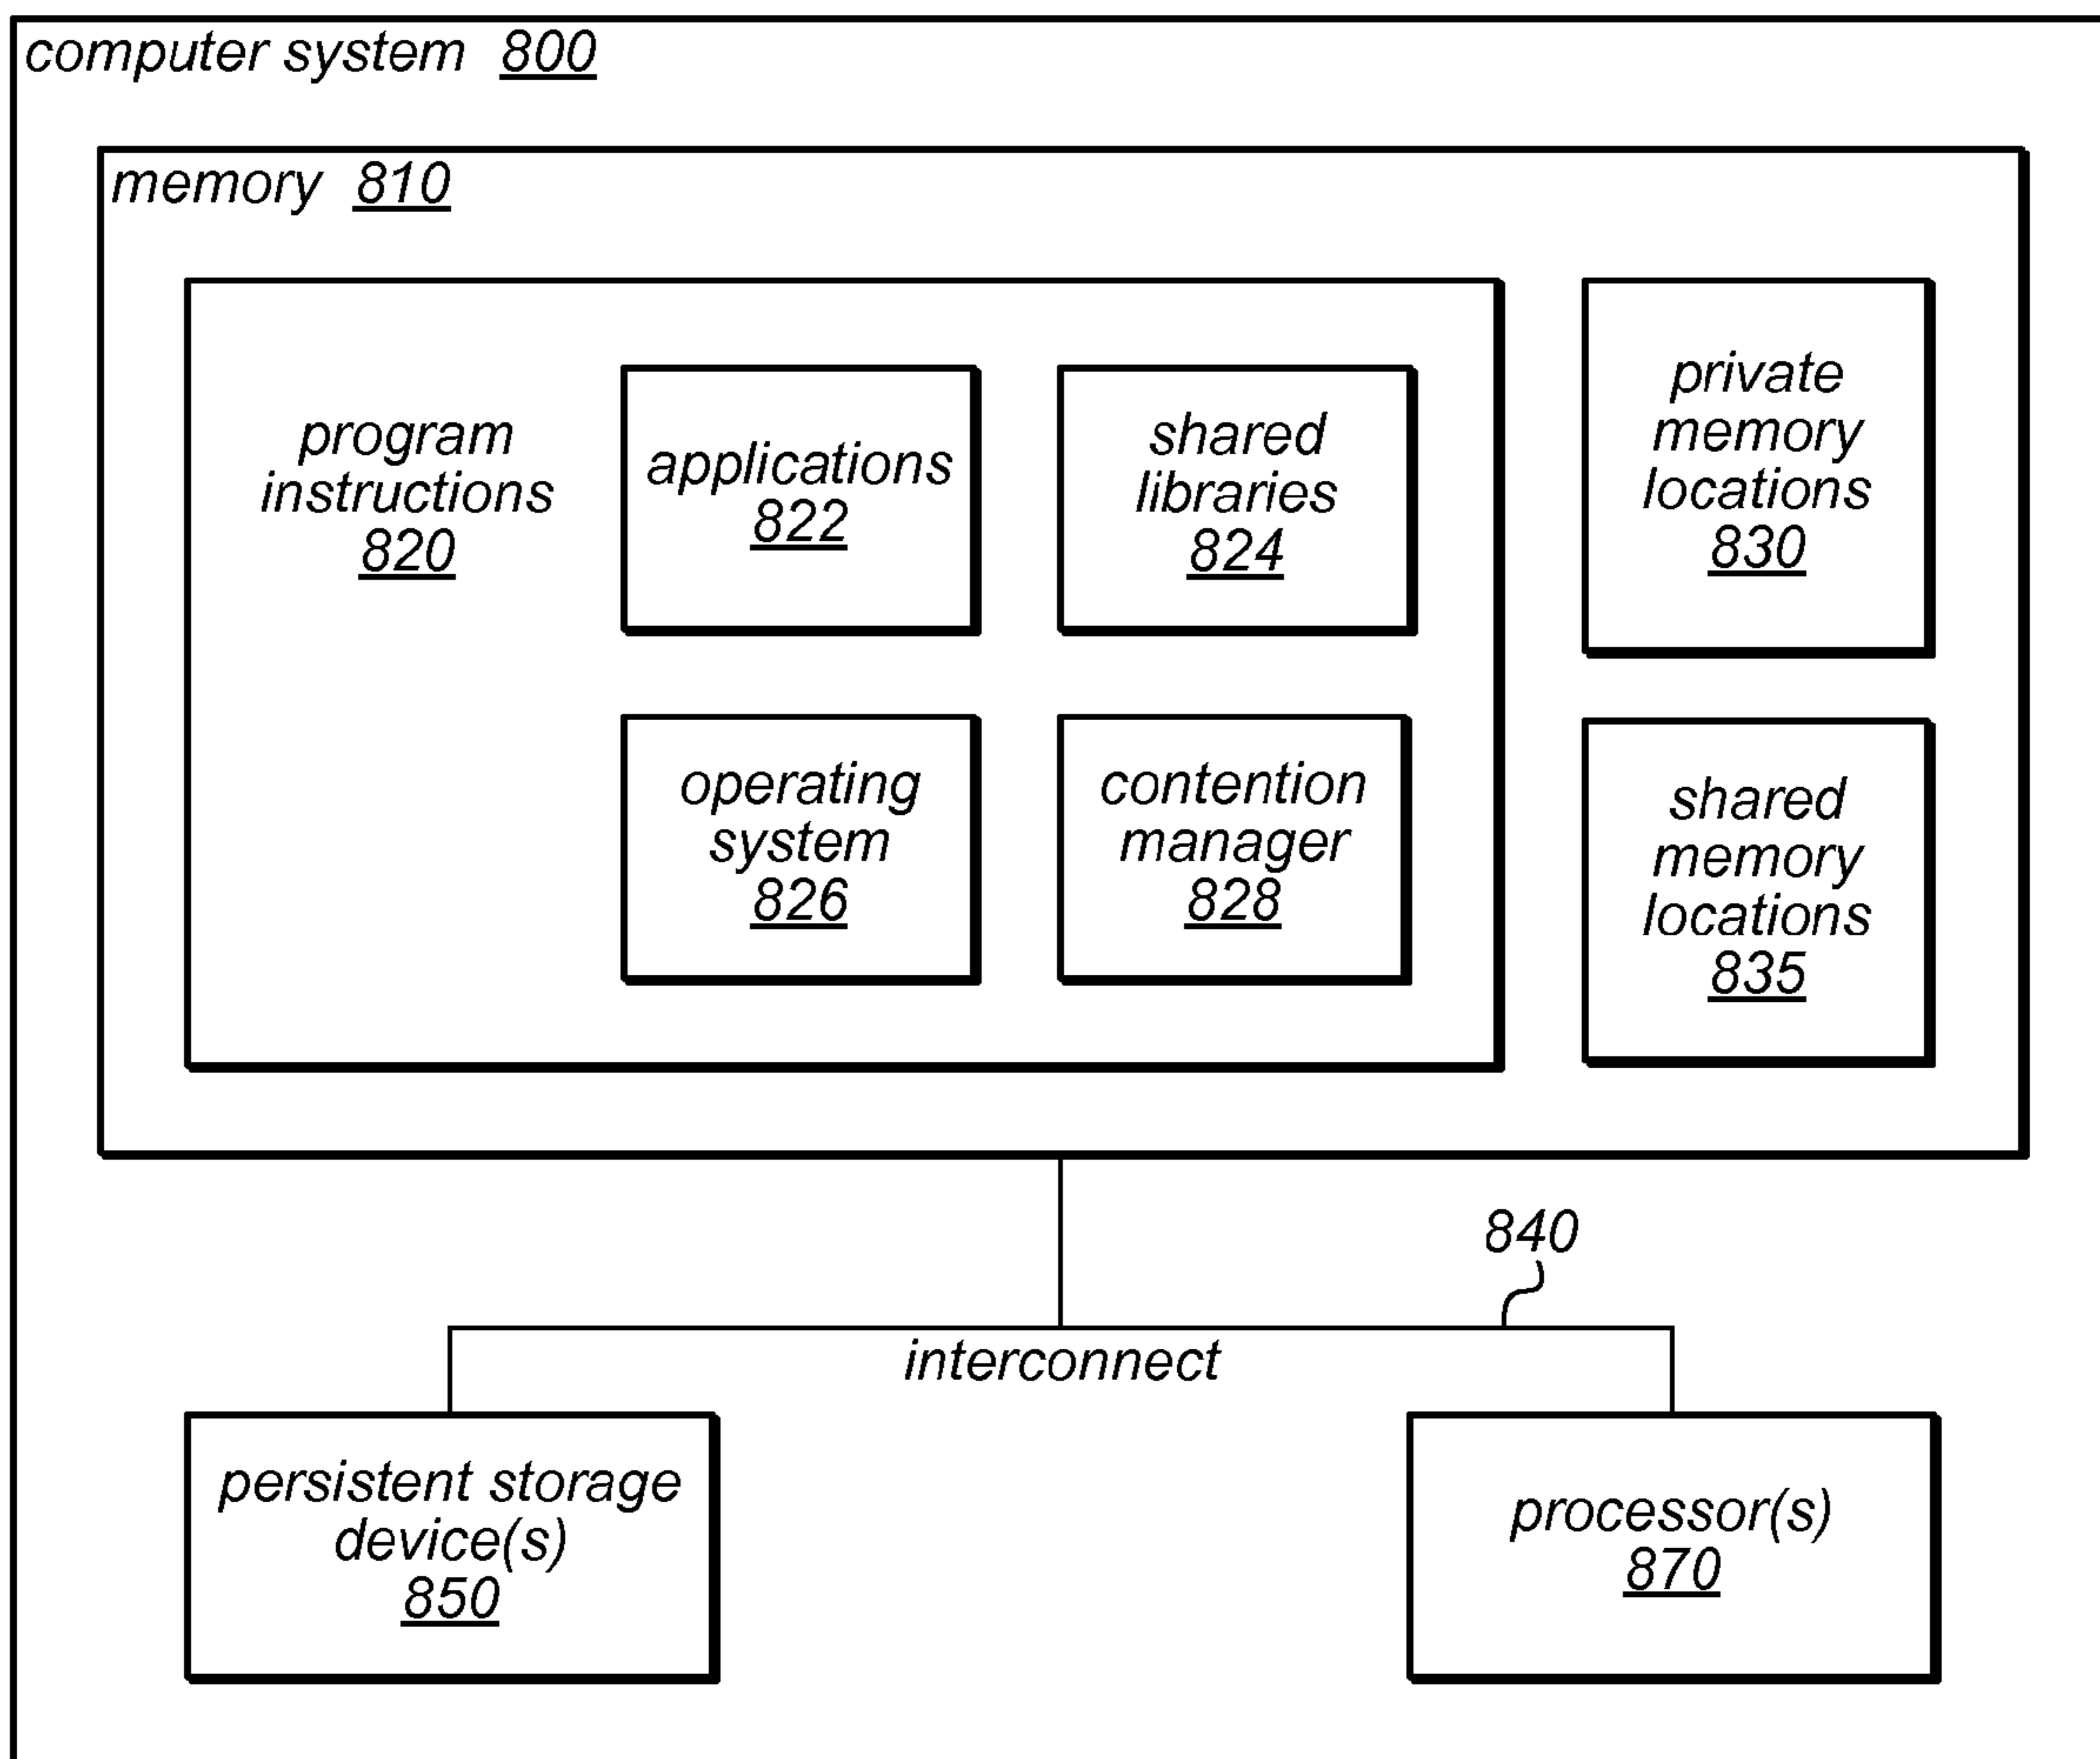 computer system 800
memory 810
program
instructions
820
applications
822
shared
libraries
824
private
memory
locations
830
operating
system
826
contention
manager
828
shared
memory
locations
835
840
interconnect
persistent storage
device(s)
850
processor(s)
870